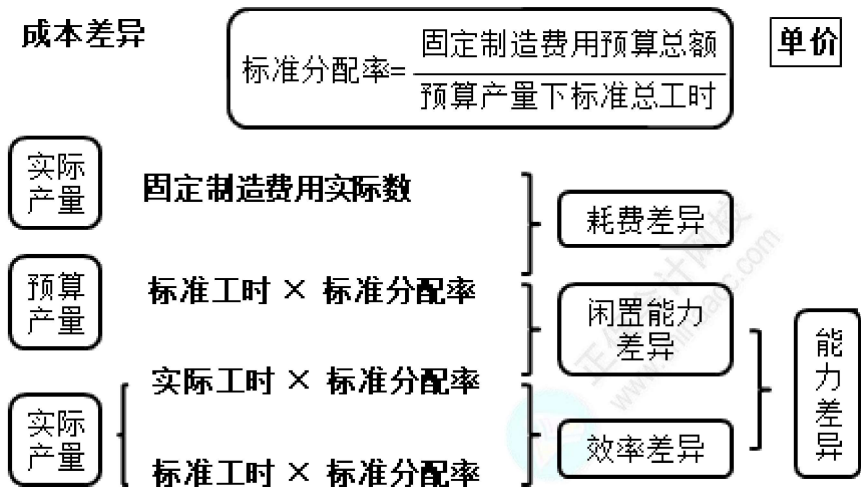 成本差异
标准分配率=
固定制造费用预算总额
预算产量下标准总工时
单价
实际
产量
固定制造费用实际数
耗费差异
预算
产量
标准工时 × 标准分配率
闲置能力
差异
实际工时 × 标准分配率
实际
产量
标准工时 × 标准分配率
效率差异
能
力
差
异